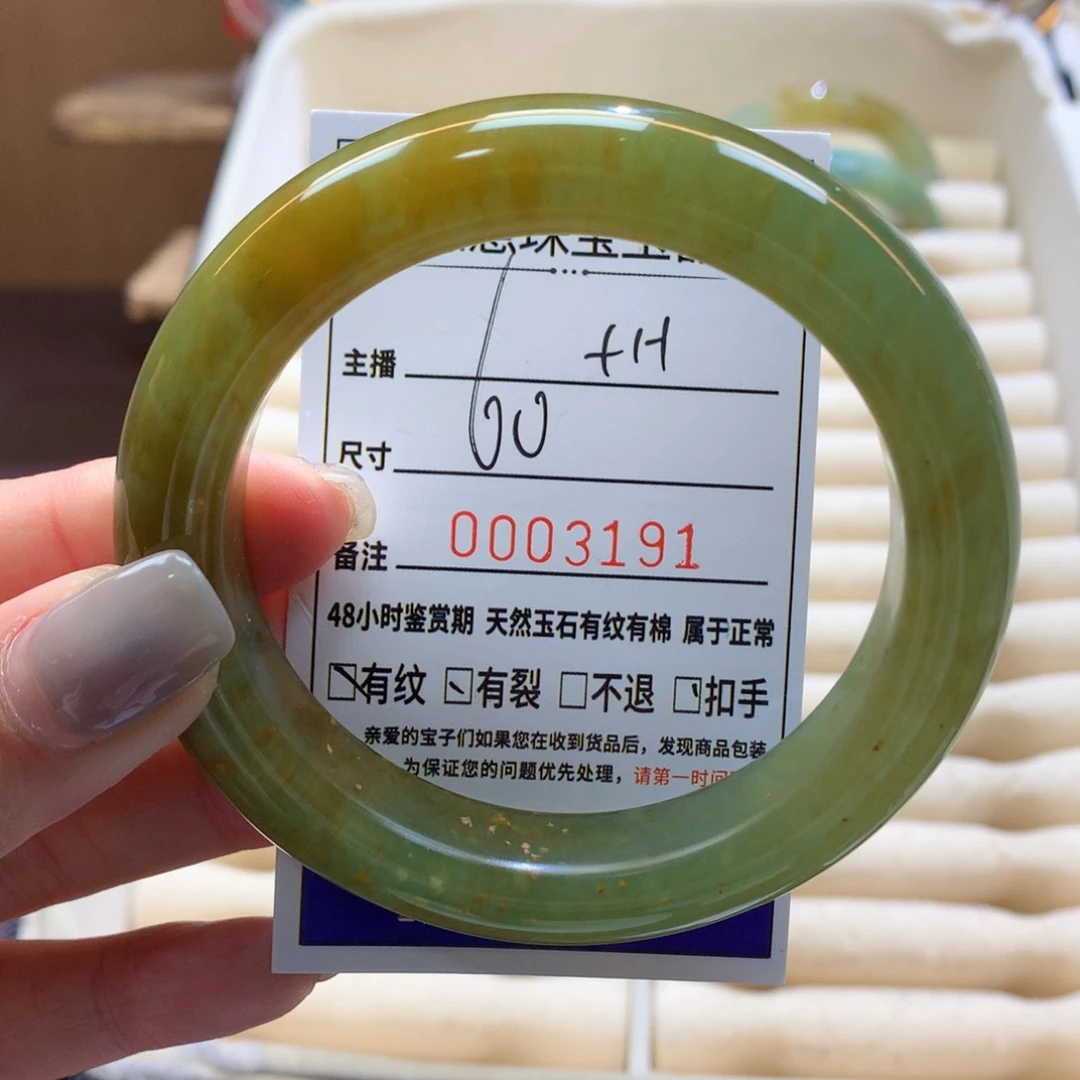 珠宝玉
主播
尺寸
备注 0003191
48小时鉴赏期 天然玉石有纹有棉 属于正常
有纹 有裂 不退 扣手
亲爱的宝子们如果您在收到货品后，发现商品包装
为保证您的问题优先处理，请第一时间